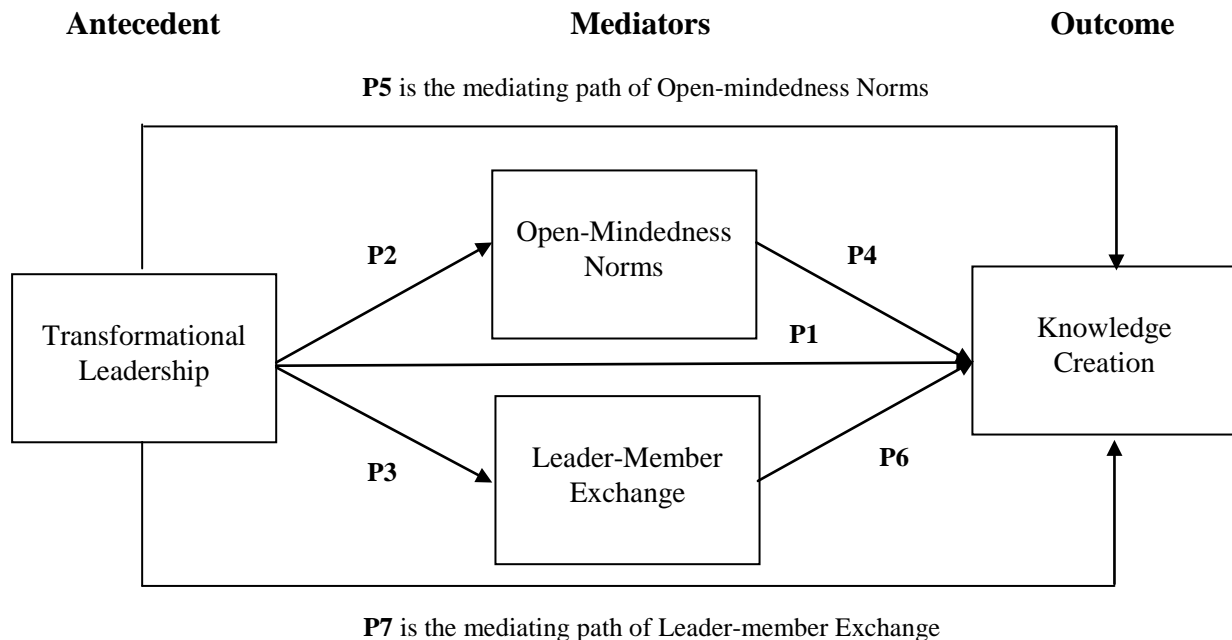 Antecedent Mediators Outcome
P5 is the mediating path of Open-mindedness Norms
Open-Mindedness
Norms
P2
P4
Transformational
Leadership
P1
Knowledge
Creation
P3
Leader-Member
Exchange
P6
P7 is the mediating path of Leader-member Exchange